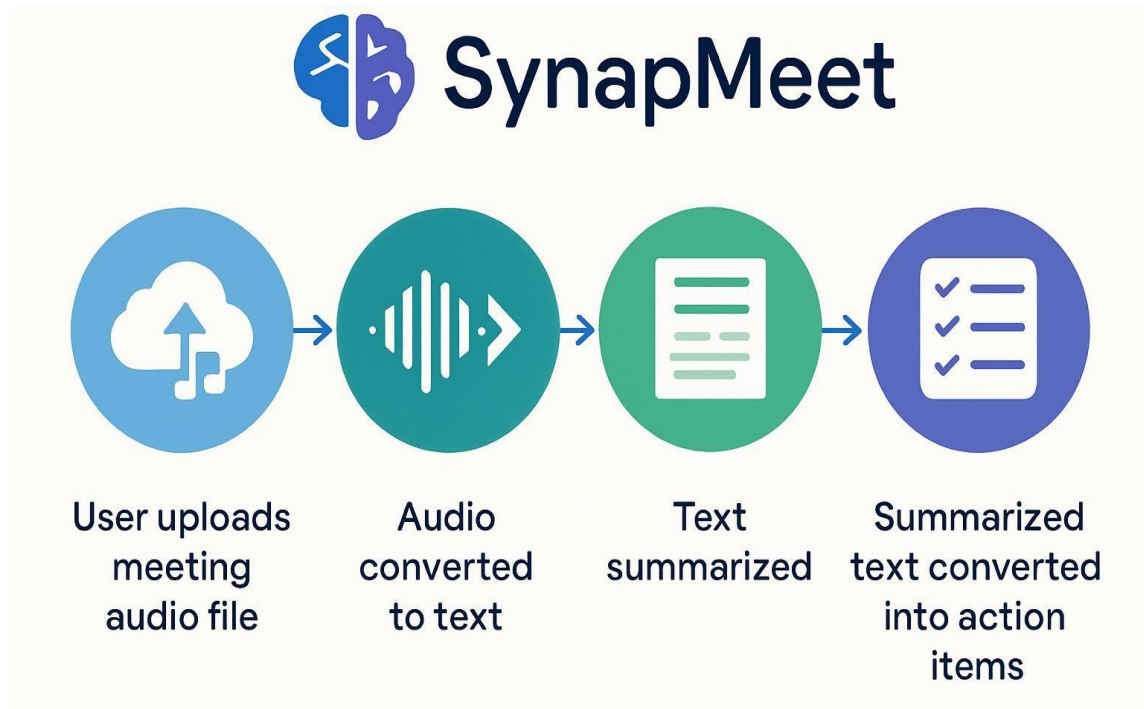 SynapMeet
User uploads
meeting
audio file
Audio
converted
to text
Text
summarized
Summarized
text converted
into action
items